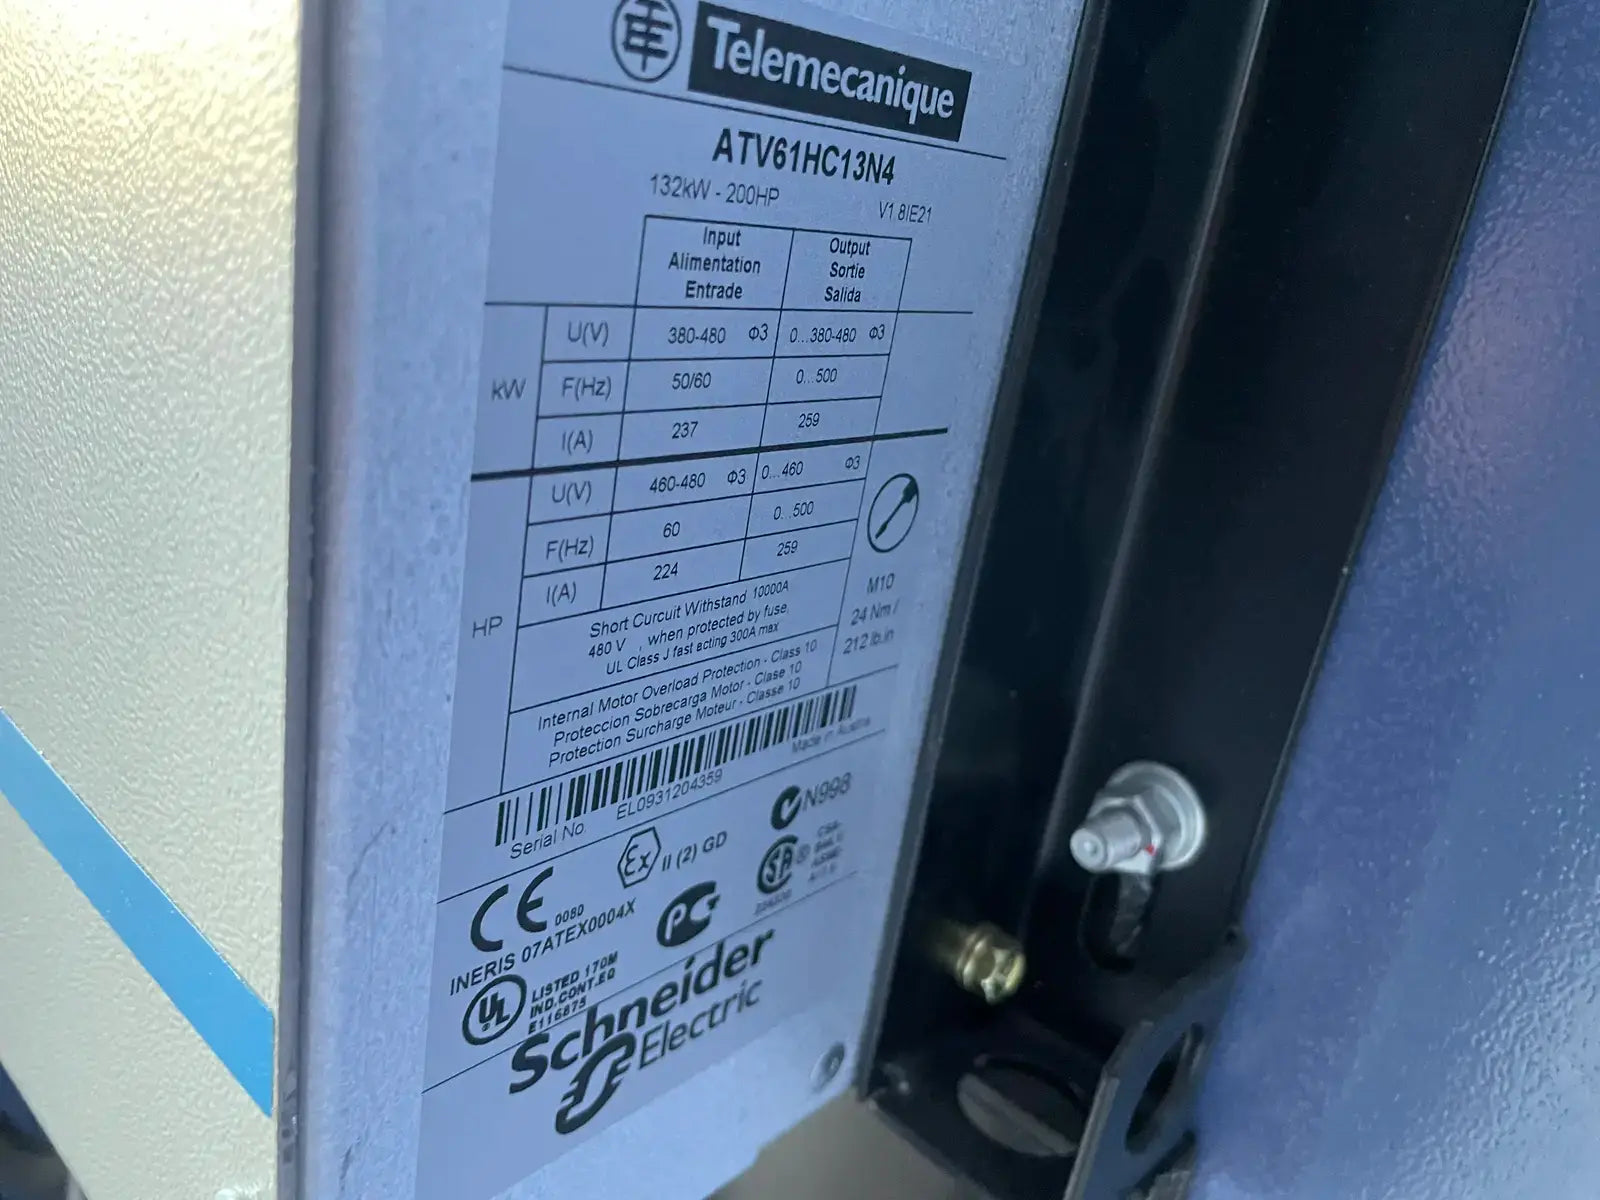 Telemecanique
ATV61HC13N4
132kW - 200HP
V1.8IE21
Input Output
Alimentation Sortie
Entrade Salida
kW
U(V) 380-480 Φ3 0...380-480 Φ3
F(Hz) 50/60 0...500
I(A) 237 259
HP
U(V) 460-480 Φ3 0...460 Φ3
F(Hz) 60 0...500
I(A) 224 259
Short Curcuit Withstand 10000A
480 V , when protected by fuse,
UL Class J fast acting 300A max
M10
24 Nm /
212 lb.in
Internal Motor Overload Protection - Class 10
Proteccion Sobrecarga Motor - Clase 10
Protection Surcharge Moteur - Classe 10
Made in Austria
Serial No. EL0931204359
CE 0080
Ex II (2) GD
N998
INERIS 07ATEX0004X
UL LISTED 170M
IND.CONT.EQ
E116875
Schneider
Electric